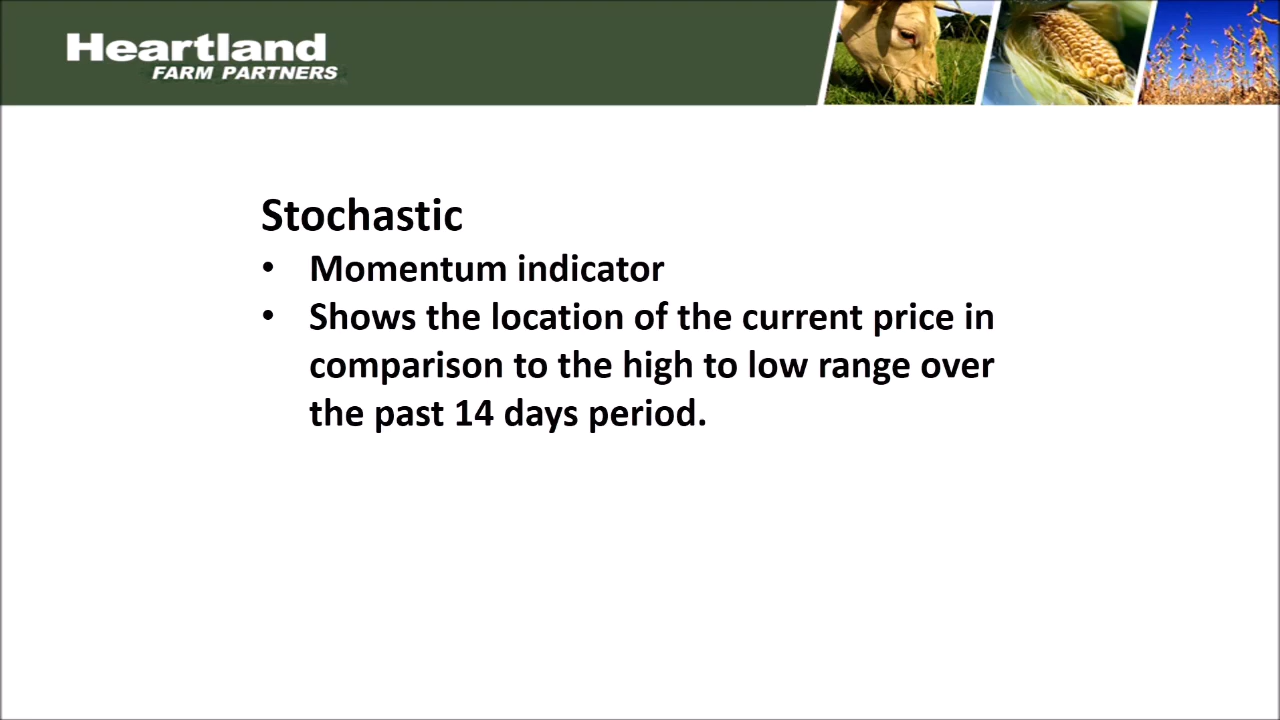 Heartland
FARM PARTNERS
Stochastic
• Momentum indicator
• Shows the location of the current price in
comparison to the high to low range over
the past 14 days period.